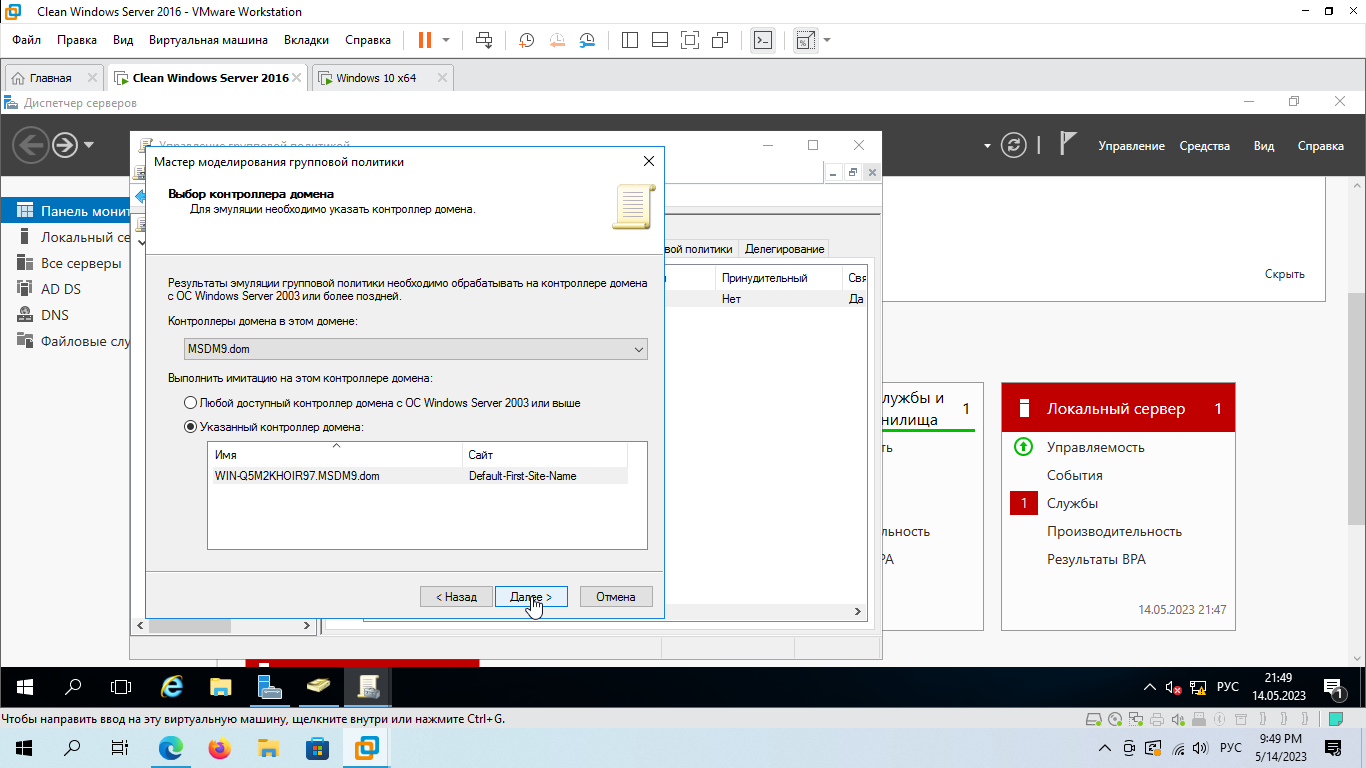 Clean Windows Server 2016 - VMware Workstation
Файл Правка Вид Виртуальная машина Вкладки Справка
Главная
Clean Windows Server 2016
Windows 10 x64
Диспетчер серверов
Управление Средства Вид Справка
Управление групповой политикой
Мастер моделирования групповой политики
Выбор контроллера домена
Для эмуляции необходимо указать контроллер домена.
Результаты эмуляции групповой политики необходимо обрабатывать на контроллере домена
с ОС Windows Server 2003 или более поздней.
Контроллеры домена в этом домене:
MSDM9.dom
Выполнить имитацию на этом контроллере домена:
Любой доступный контроллер домена с ОС Windows Server 2003 или выше
Указанный контроллер домена:
Имя Сайт
WIN-Q5M2KHOIR97.MSDM9.dom Default-First-Site-Name
< Назад Далее > Отмена
Панель монит
Локальный се
Все серверы
AD DS
DNS
Файловые слу
вой политики Делегирование
Принудительный Свя
Нет Да
Скрыть
лужбы и
нилища
1
ть
льность
РА
Локальный сервер 1
Управляемость
События
1 Службы
Производительность
Результаты BPA
14.05.2023 21:47
РУС
21:49
14.05.2023
1
Чтобы направить ввод на эту виртуальную машину, щелкните внутри или нажмите Ctrl+G.
РУС
9:49 PM
5/14/2023